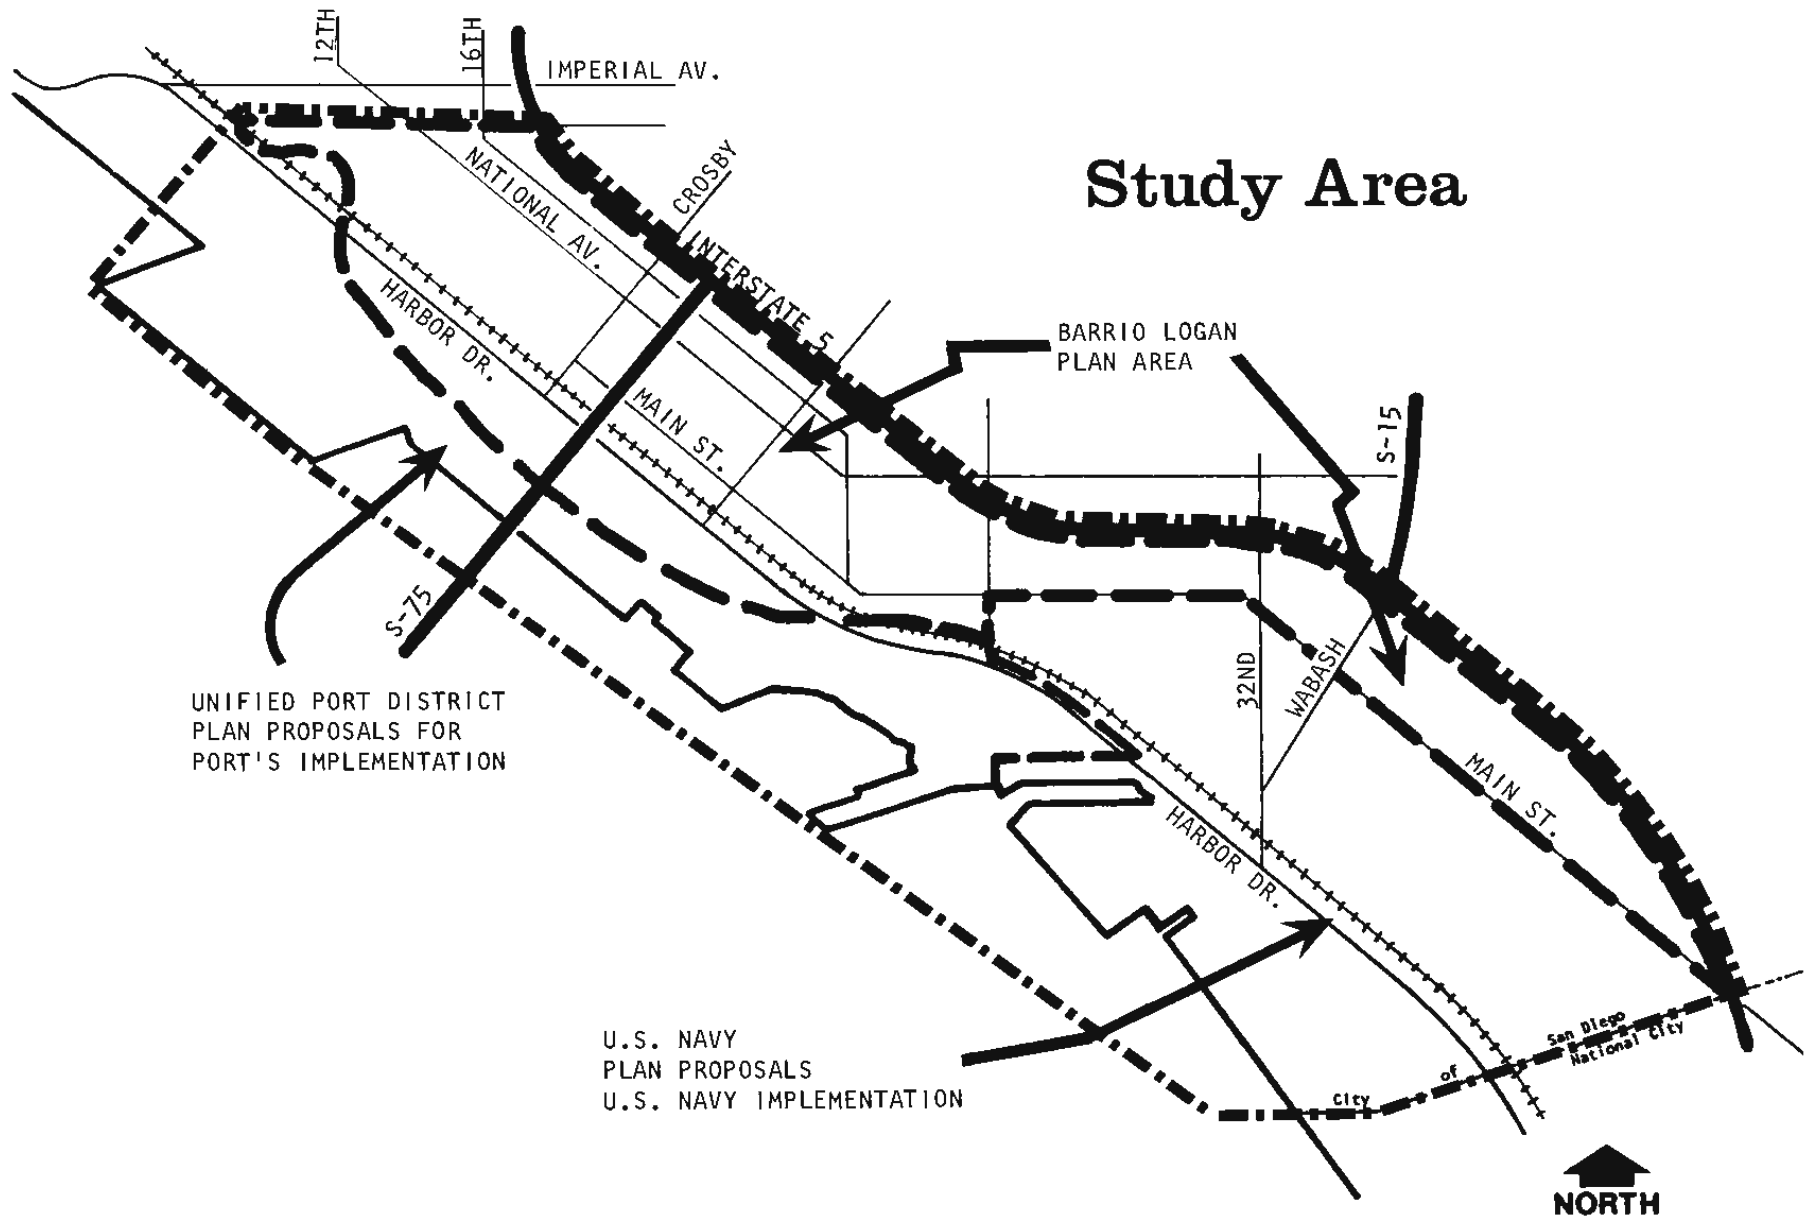 12TH
16TH
IMPERIAL AV.
CROSBY
NATIONAL AV.
Study Area
INTERSTATE 5
HARBOR DR.
BARRIO LOGAN
PLAN AREA
MAIN ST.
S-15
S-75
32ND
WABASH
UNIFIED PORT DISTRICT
PLAN PROPOSALS FOR
PORT'S IMPLEMENTATION
MAIN ST.
HARBOR DR.
U.S. NAVY
PLAN PROPOSALS
U.S. NAVY IMPLEMENTATION
City of San Diego
National City
NORTH